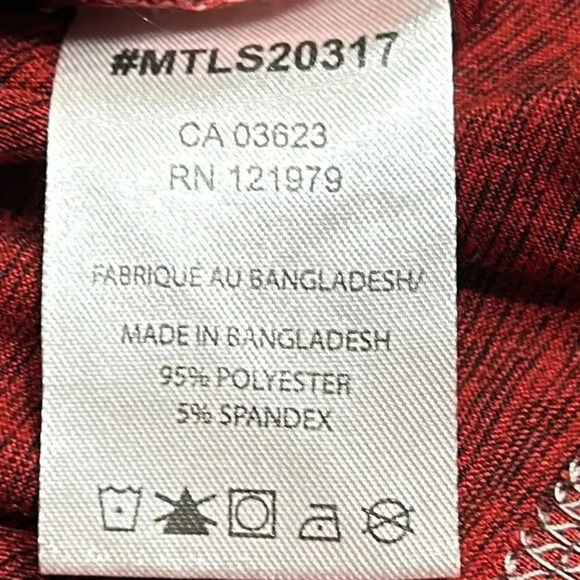 #MTLS20317
CA 03623
RN 121979
FABRIQUÉ AU BANGLADESH/
MADE IN BANGLADESH
95% POLYESTER
5% SPANDEX